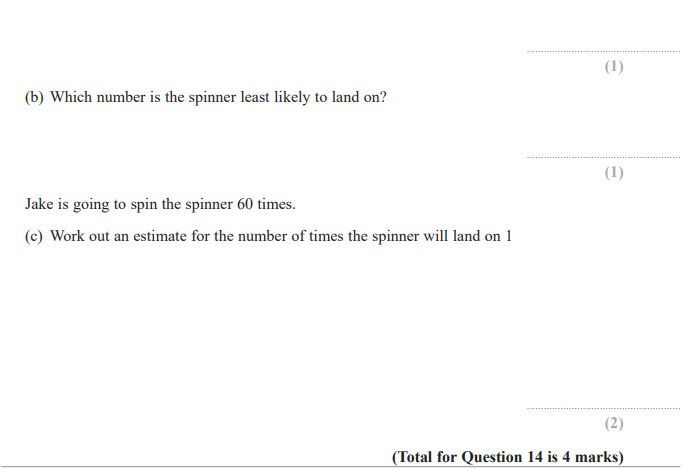 (1)
(b) Which number is the spinner least likely to land on?
(1)
Jake is going to spin the spinner 60 times.
(c) Work out an estimate for the number of times the spinner will land on 1
(2)
(Total for Question 14 is 4 marks)